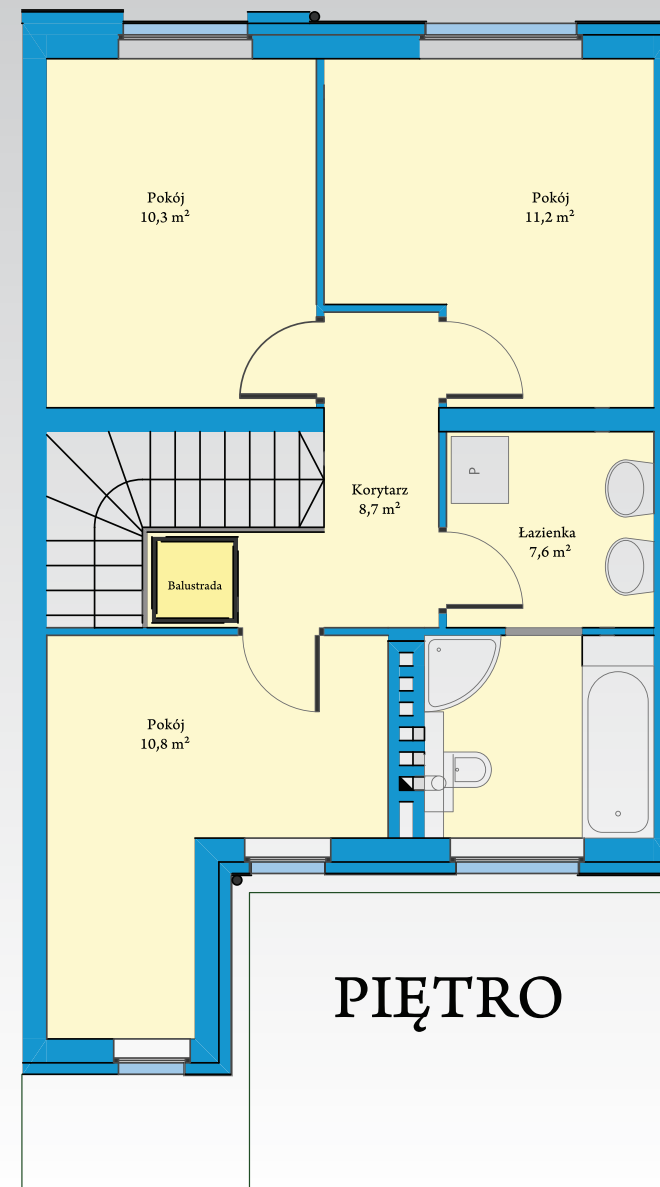 Pokój
10,3 m²
Pokój
11,2 m²
Korytarz
8,7 m²
P
Łazienka
7,6 m²
Balustrada
Pokój
10,8 m²
PIĘTRO